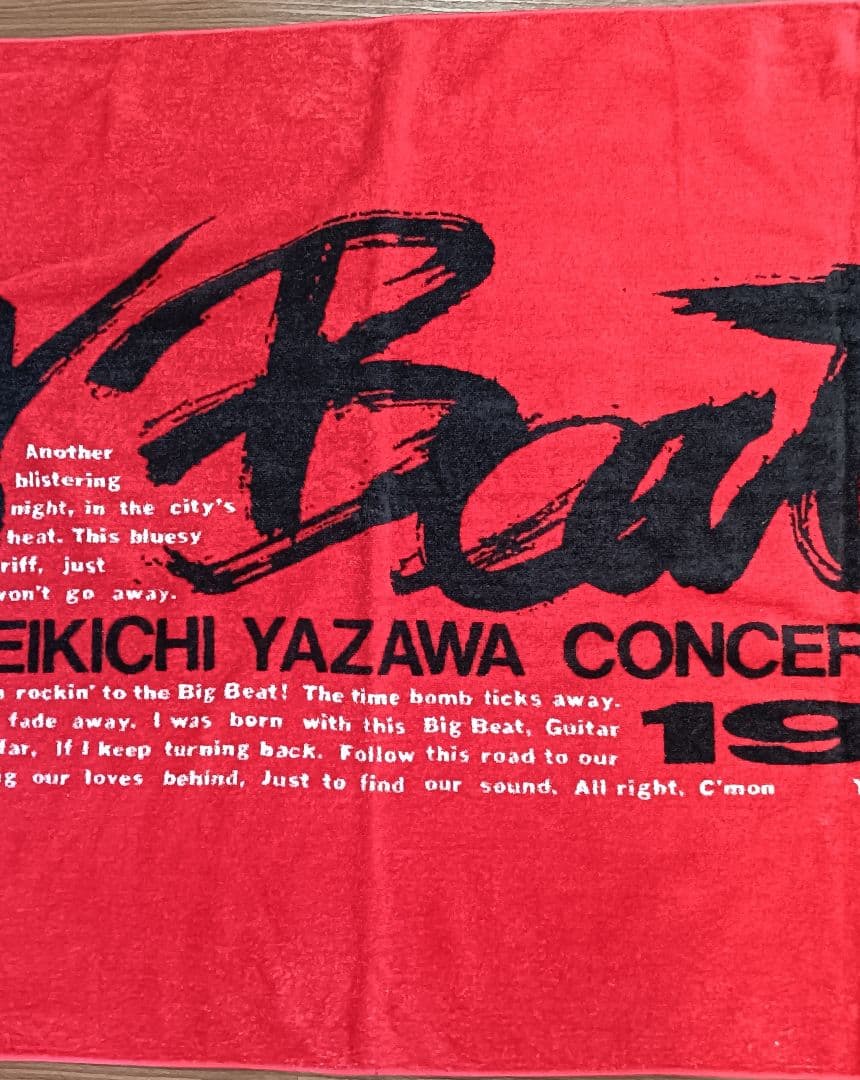 Beat
Another
blistering
night, in the city's
heat. This bluesy
riff, just
won't go away.
EIKICHI YAZAWA CONCER
rockin' to the Big Beat! The time bomb ticks away.
fade away. I was born with this Big Beat, Guitar
far, If I keep turning back. Follow this road to our
g our loves behind, Just to find our sound. All right, C'mon
19